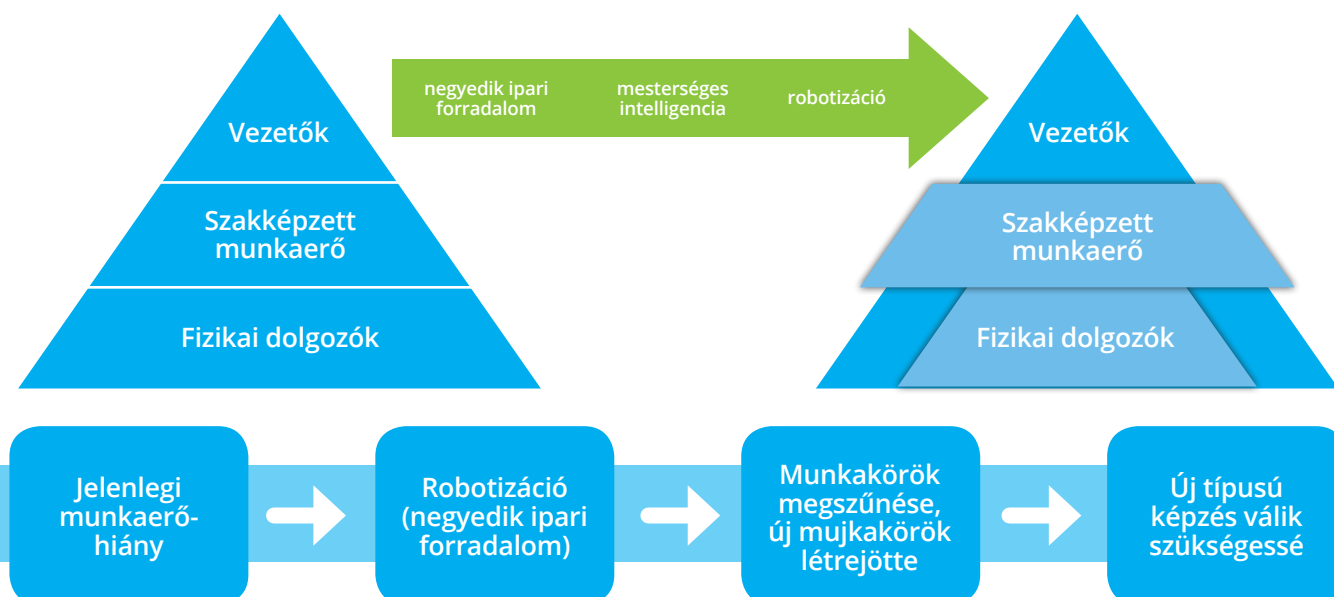 Vezetők
Szakképzett
munkaerő
Fizikai dolgozók
negyedik ipari
forradalom
mesterséges
intelligencia
robotizáció
Vezetők
Szakképzett
munkaerő
Fizikai dolgozók
Jelenlegi
munkaerő-
hiány
Robotizáció
(negyedik ipari
forradalom)
Munkakörök
megszűnése,
új mujkakörök
létrejötte
Új típusú
képzés válik
szükségessé